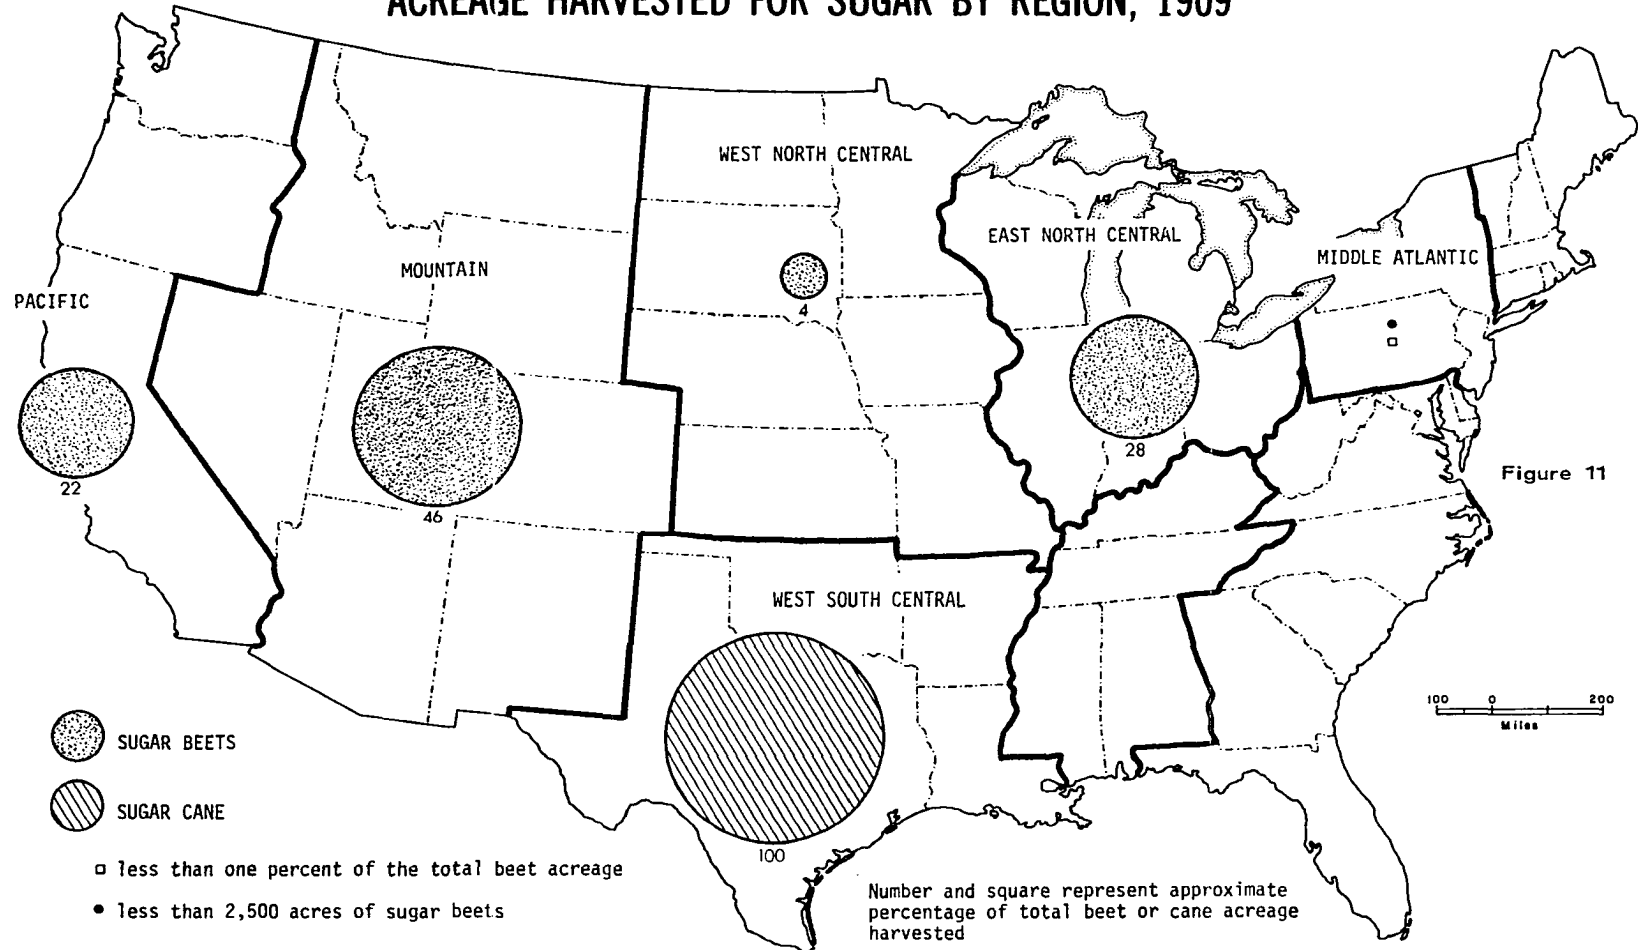 ACREAGE HARVESTED FOR SUGAR BY REGION, 1909
WEST NORTH CENTRAL
EAST NORTH CENTRAL
MIDDLE ATLANTIC
MOUNTAIN
PACIFIC
4
22
46
28
Figure 11
WEST SOUTH CENTRAL
100
100 0 200
Miles
SUGAR BEETS
SUGAR CANE
less than one percent of the total beet acreage
less than 2,500 acres of sugar beets
Number and square represent approximate
percentage of total beet or cane acreage
harvested